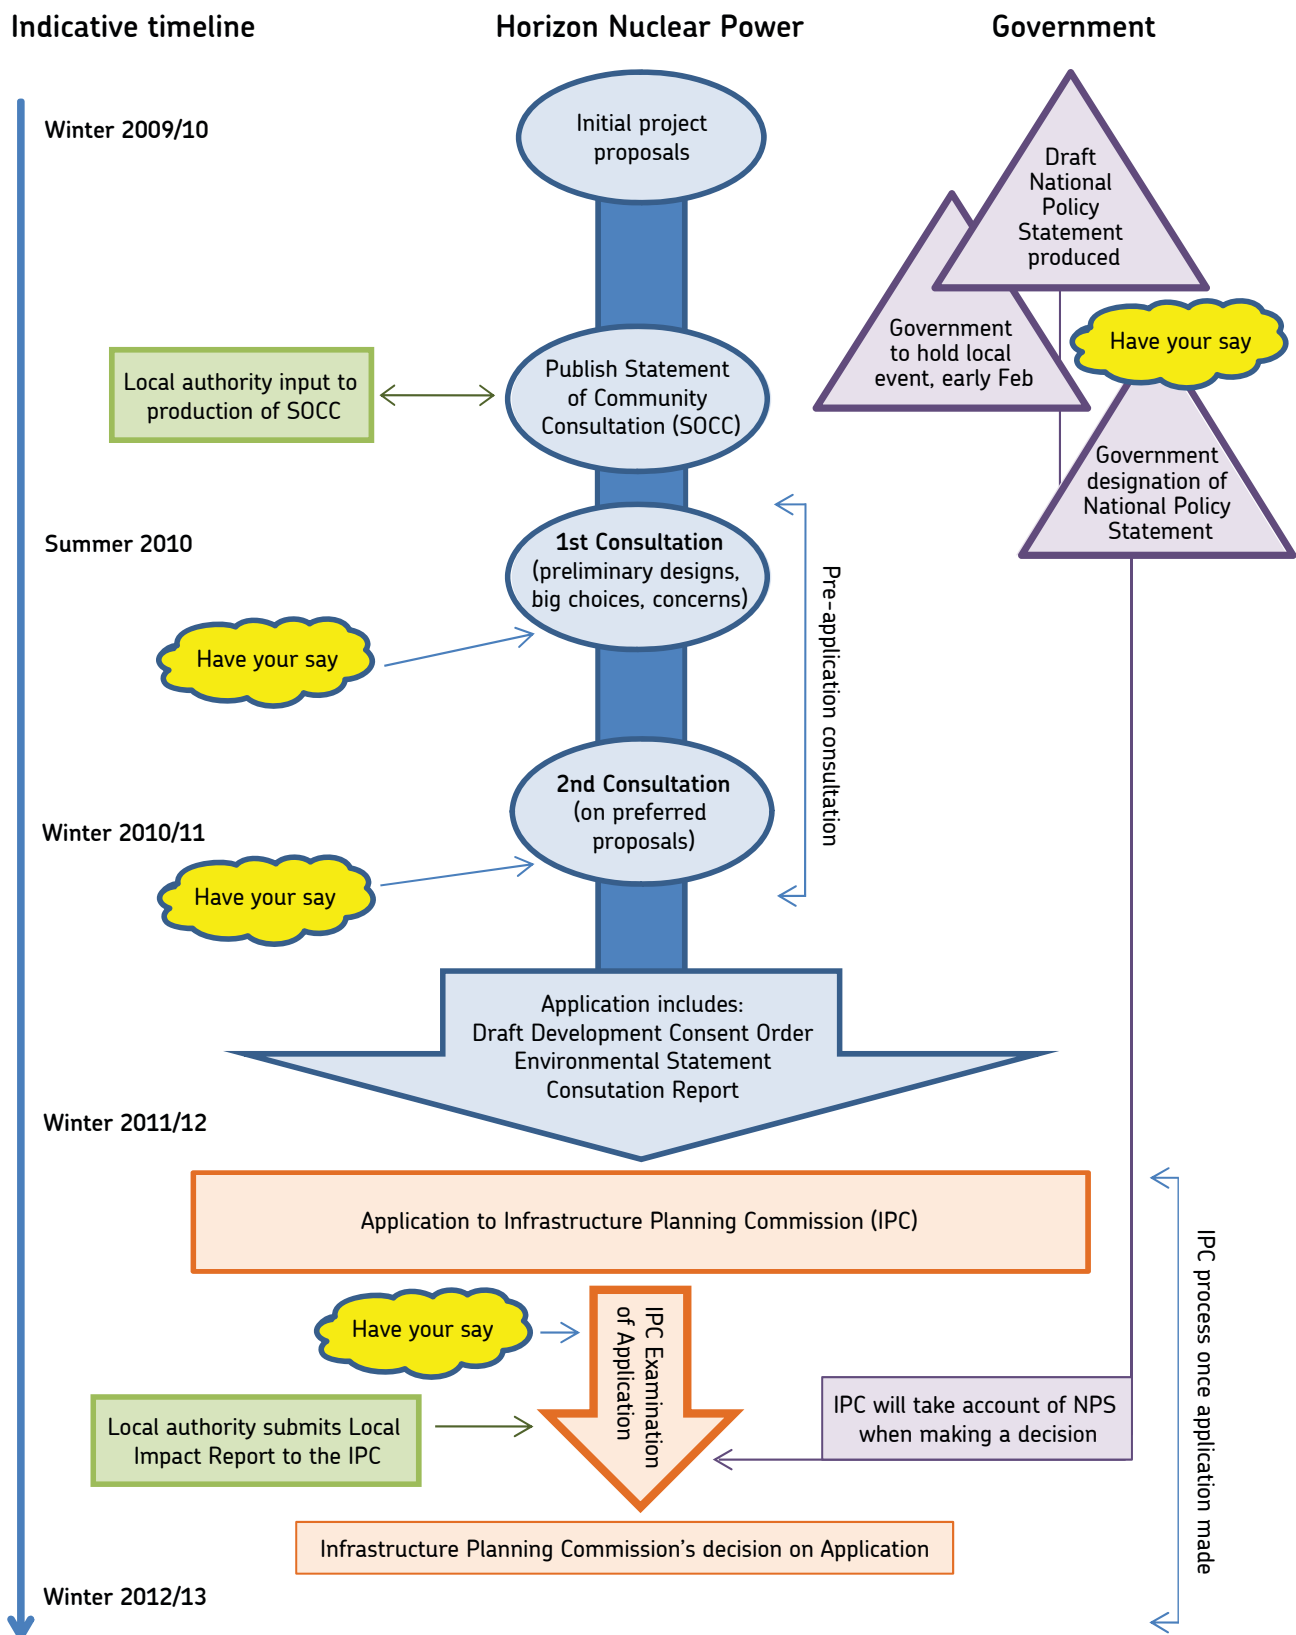 Indicative timeline
Horizon Nuclear Power
Government
Winter 2009/10
Initial project
proposals
Draft
National
Policy
Statement
produced
Government
to hold local
event, early Feb
Have your say
Local authority input to
production of SOCC
Publish Statement
of Community
Consultation (SOCC)
Government
designation of
National Policy
Statement
Summer 2010
1st Consultation
(preliminary designs,
big choices, concerns)
Pre-application consultation
Have your say
2nd Consultation
(on preferred
proposals)
Winter 2010/11
Have your say
Application includes:
Draft Development Consent Order
Environmental Statement
Consutation Report
Winter 2011/12
Application to Infrastructure Planning Commission (IPC)
IPC process once application made
Have your say
IPC Examination
of Application
Local authority submits Local
Impact Report to the IPC
IPC will take account of NPS
when making a decision
Infrastructure Planning Commission's decision on Application
Winter 2012/13